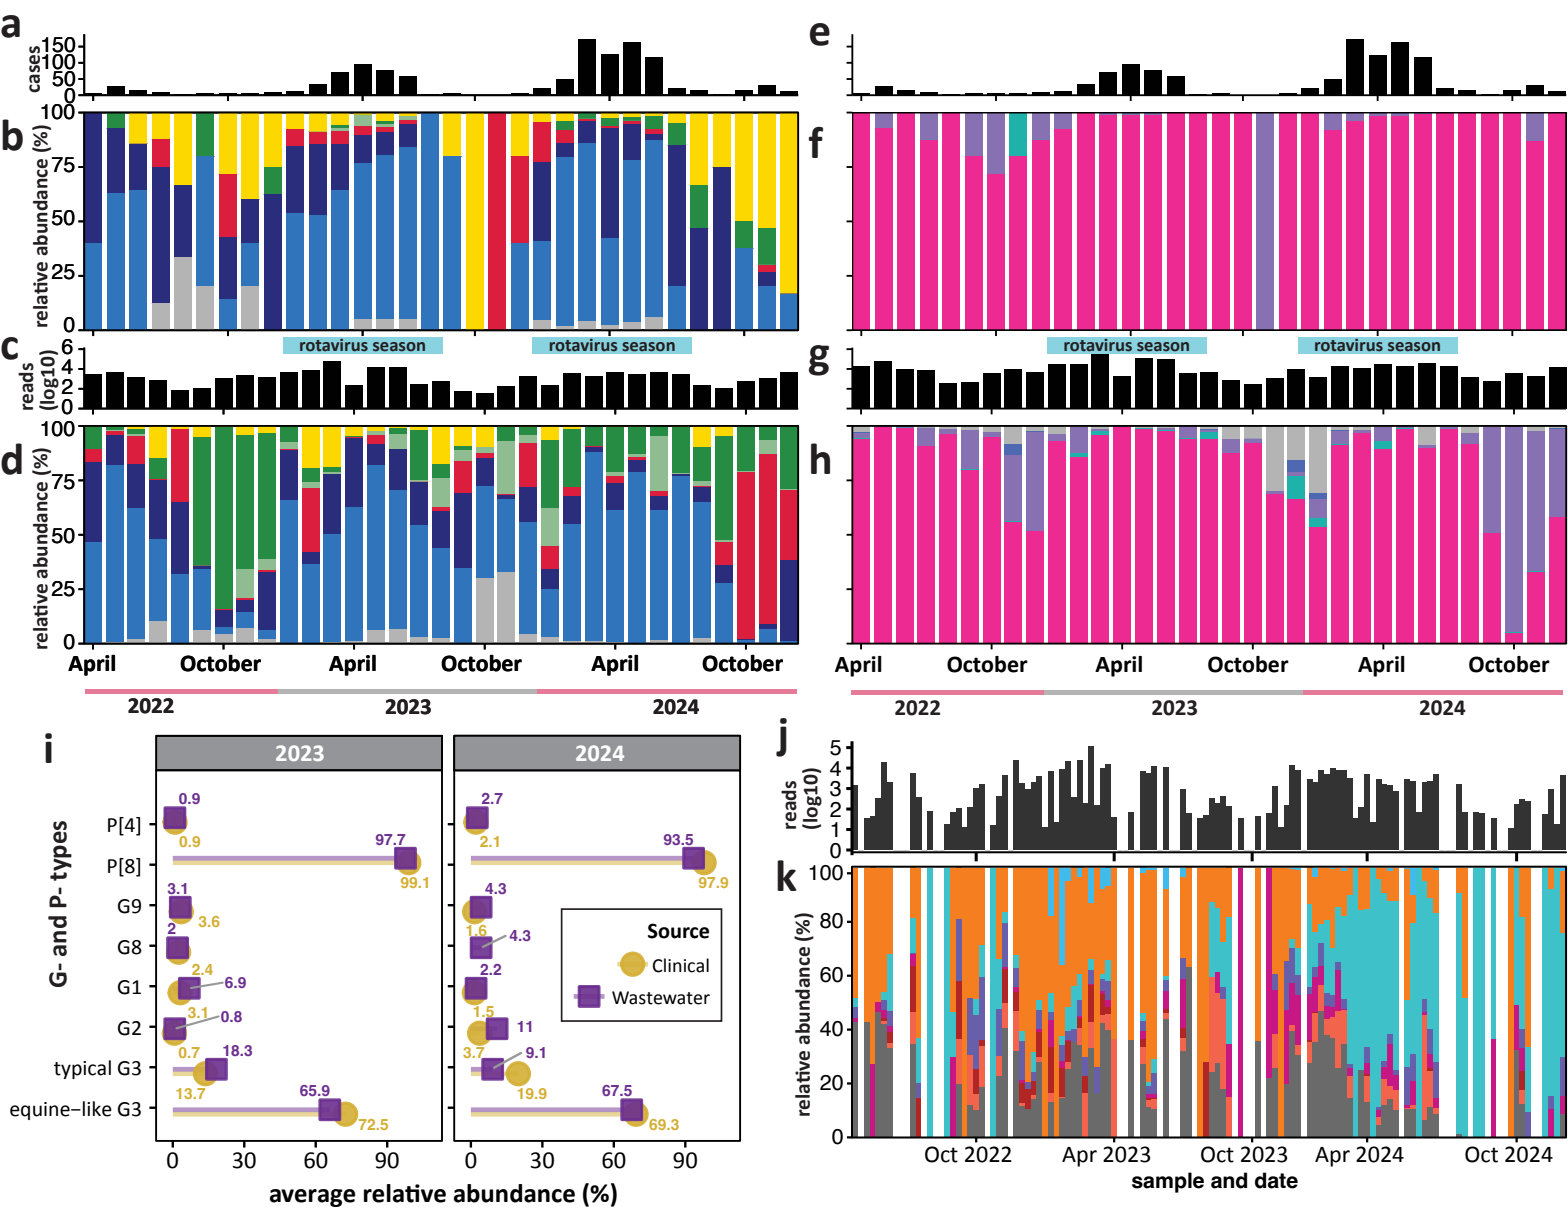 a
cases
150
100
50
0
b
relative abundance (%)
100
75
50
25
0
rotavirus season
rotavirus season
c
reads
(log10)
6
4
2
0
d
relative abundance (%)
100
75
50
25
0
April
October
April
October
April
October
2022
2023
2024
e
f
rotavirus season
rotavirus season
g
h
April
October
April
October
April
October
2022
2023
2024
i
2023
2024
G- and P- types
P[4]
P[8]
G9
G8
G1
G2
typical G3
equine-like G3
0.9
0.9
97.7
99.1
3.1
3.6
2
2.4
6.9
3.1
0.8
0.7
18.3
13.7
65.9
72.5
2.7
2.1
93.5
97.9
4.3
1.6
4.3
2.2
1.5
11
3.7
9.1
19.9
67.5
69.3
Source
Clinical
Wastewater
0
30
60
90
0
30
60
90
average relative abundance (%)
j
reads
(log10)
5
4
3
2
1
0
k
relative abundance (%)
100
80
60
40
20
0
Oct 2022
Apr 2023
Oct 2023
Apr 2024
Oct 2024
sample and date